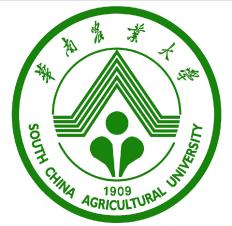 華南農業大學
1909
SOUTH CHINA AGRICULTURAL UNIVERSITY